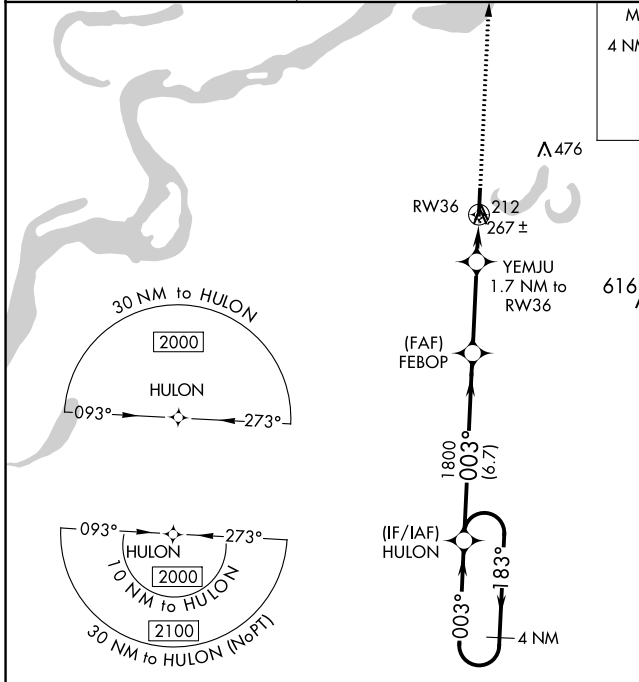 M
4 NM
476
RW36
212
267 ±
YEMJU
1.7 NM to
RW36
616
(FAF)
FEBOP
30 NM to HULON
2000
HULON
093°
273°
1800
003°
(6.7)
(IF/IAF)
HULON
093°
273°
HULON
2000
10 NM to HULON
2100
30 NM to HULON (NoPT)
183°
003°
4 NM